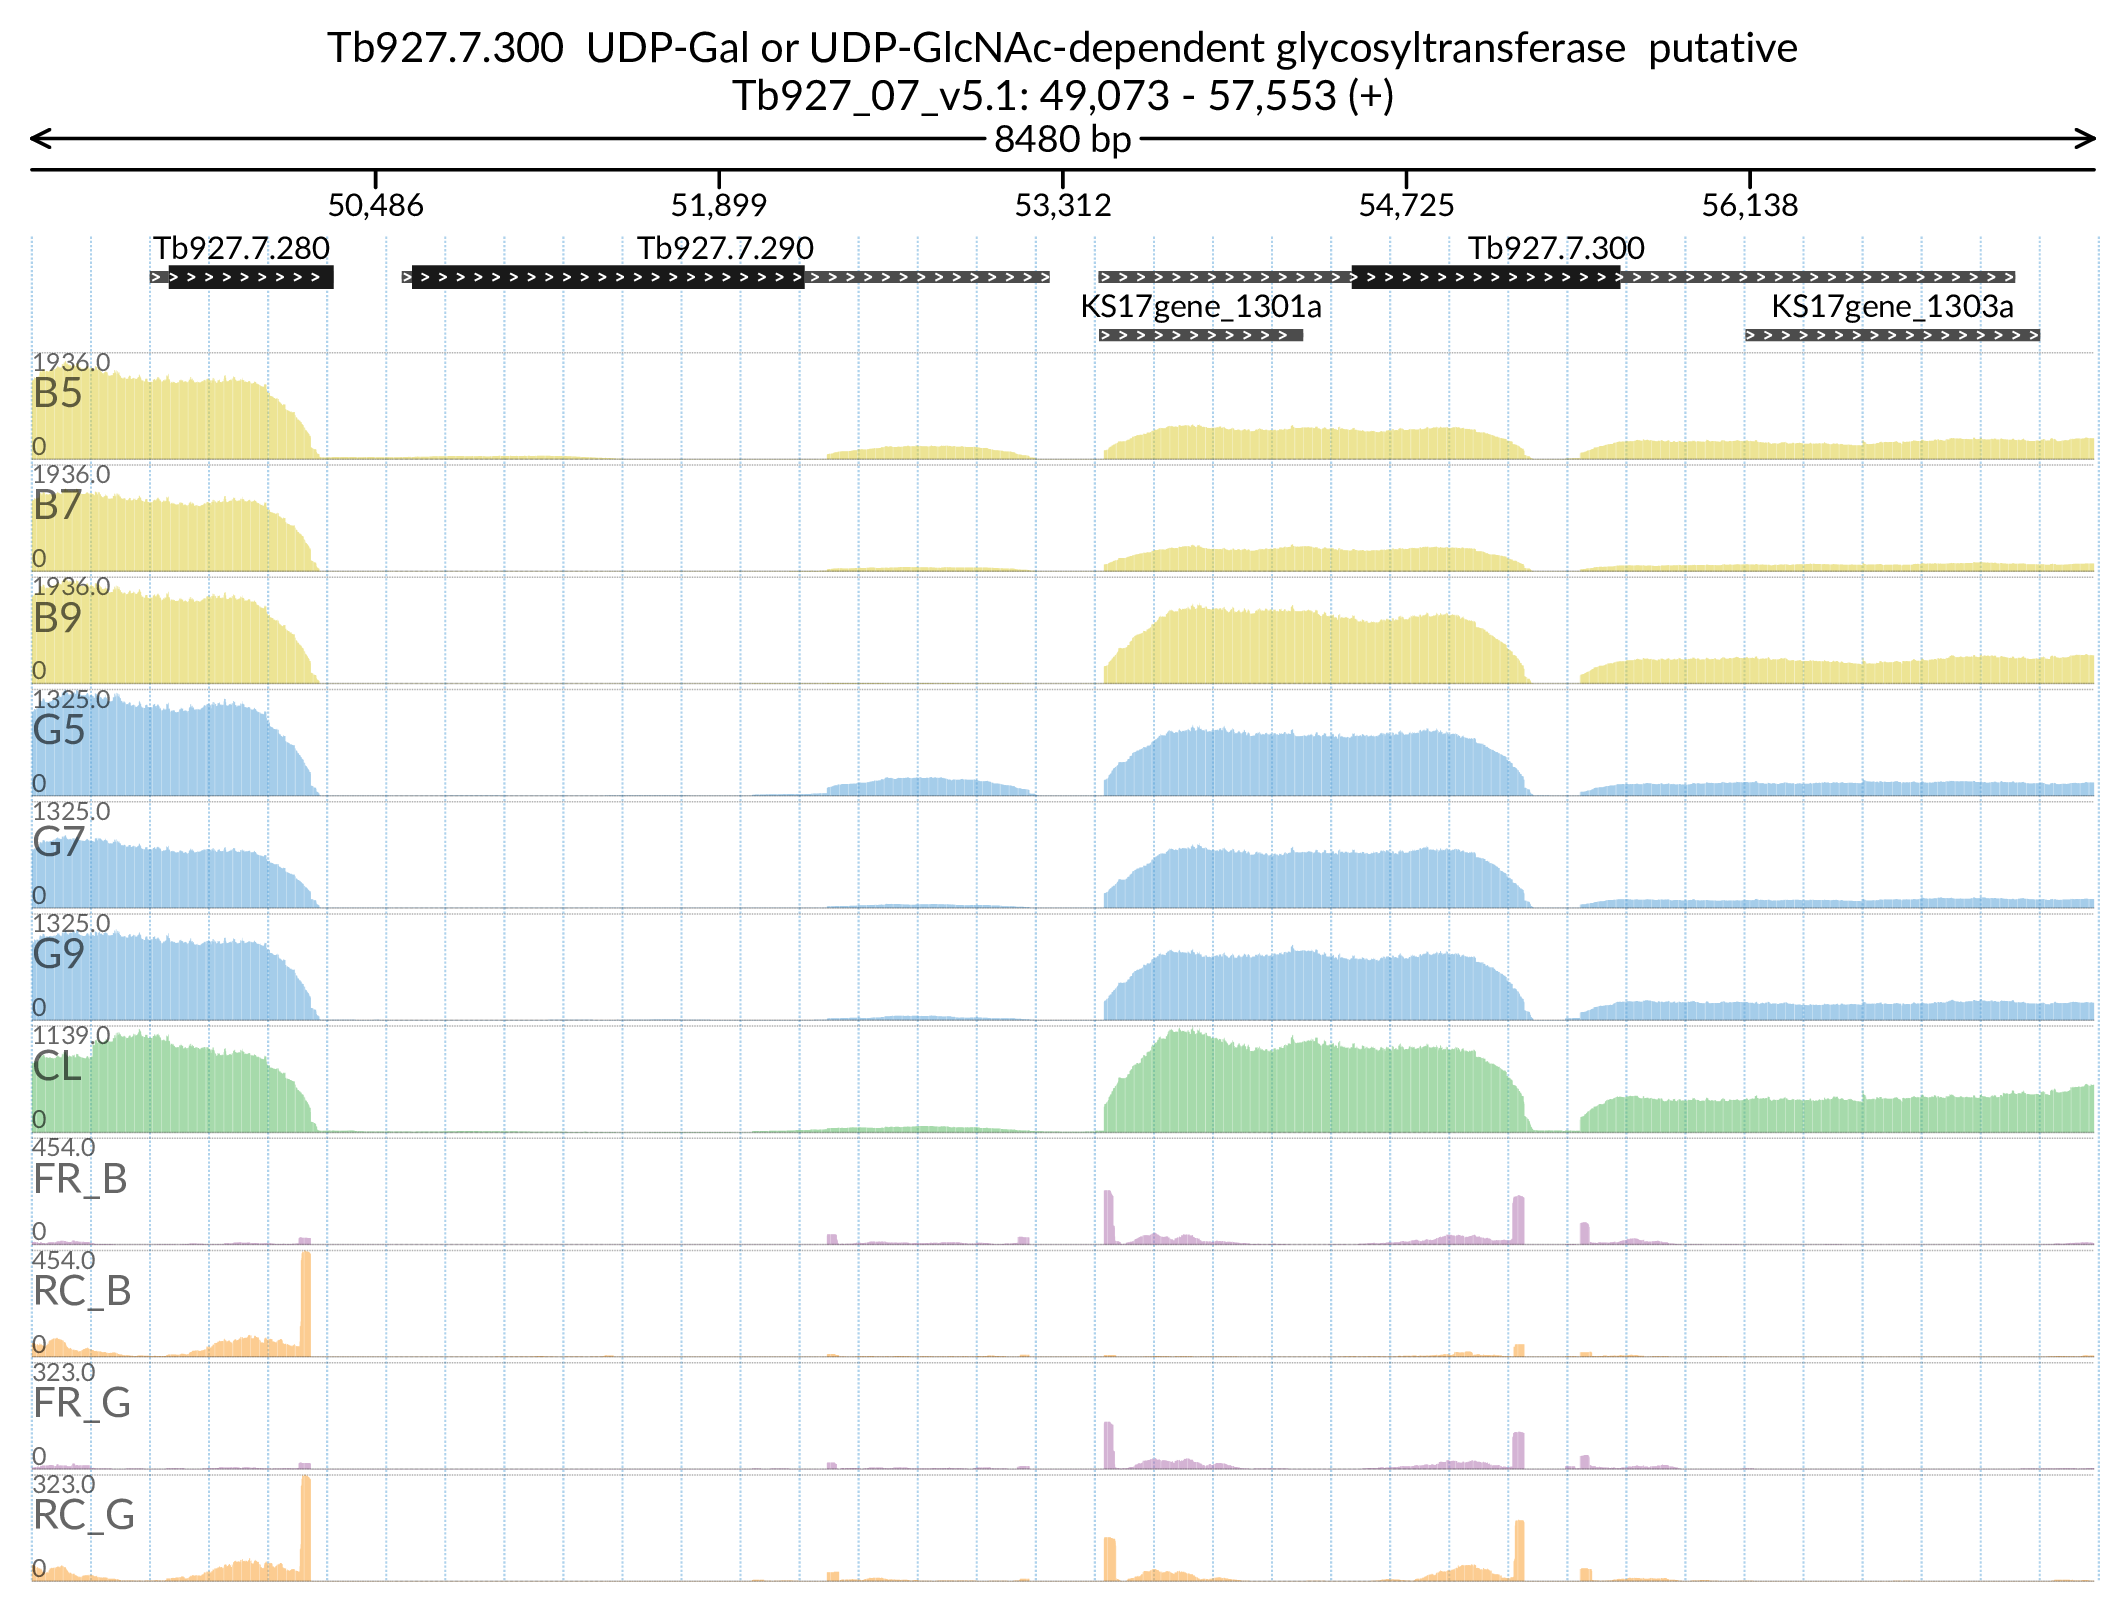 Tb927.7.300  UDP-Gal or UDP-GlcNAc-dependent glycosyltransferase  putative
Tb927_07_v5.1: 49,073 - 57,553 (+)
8480 bp
50,486 51,899 53,312 54,725 56,138
Tb927.7.280 Tb927.7.290 Tb927.7.300
KS17gene_1301a KS17gene_1303a
1936.0
B5
0
1936.0
B7
0
1936.0
B9
0
1325.0
G5
0
1325.0
G7
0
1325.0
G9
0
1139.0
CL
0
454.0
FR_B
0
454.0
RC_B
0
323.0
FR_G
0
323.0
RC_G
0